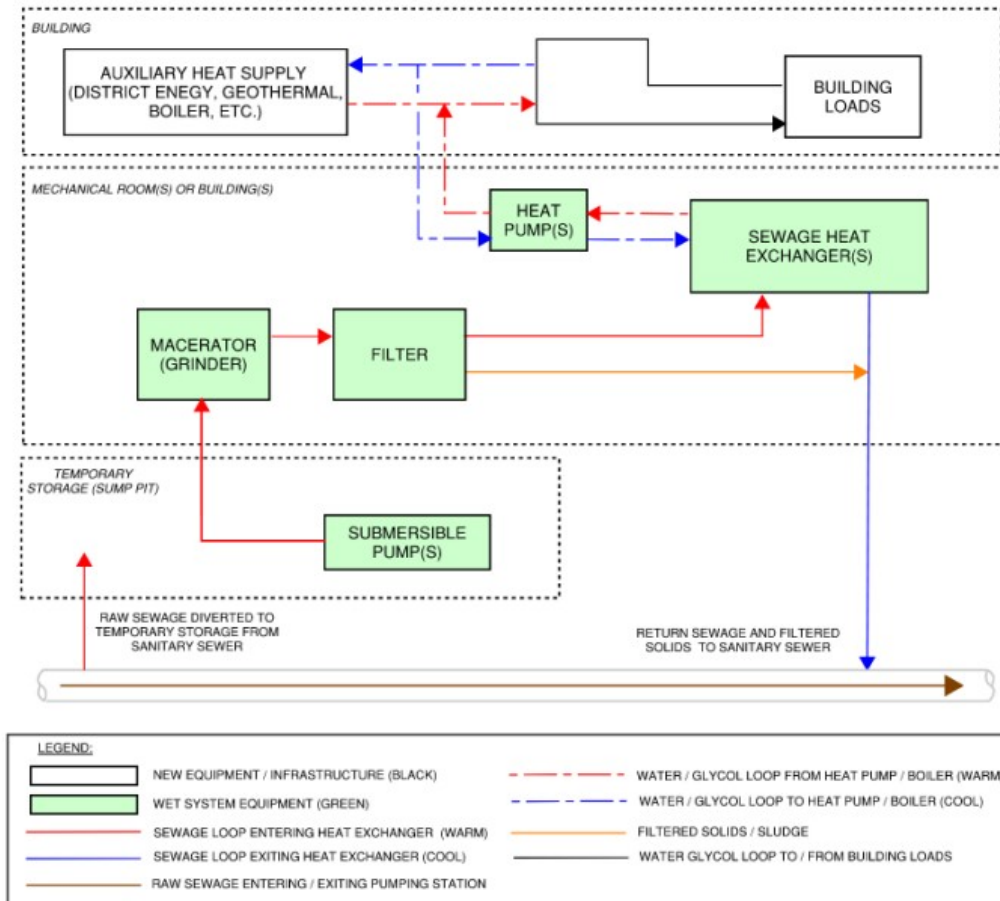 BUILDING
AUXILIARY HEAT SUPPLY
(DISTRICT ENEGY, GEOTHERMAL,
BOILER, ETC.)
BUILDING
LOADS
MECHANICAL ROOM(S) OR BUILDING(S)
HEAT
PUMP(S)
SEWAGE HEAT
EXCHANGER(S)
MACERATOR
(GRINDER)
FILTER
TEMPORARY
STORAGE (SUMP PIT)
SUBMERSIBLE
PUMP(S)
RAW SEWAGE DIVERTED TO
TEMPORARY STORAGE FROM
SANITARY SEWER
RETURN SEWAGE AND FILTERED
SOLIDS TO SANITARY SEWER
LEGEND:
NEW EQUIPMENT / INFRASTRUCTURE (BLACK)
WET SYSTEM EQUIPMENT (GREEN)
SEWAGE LOOP ENTERING HEAT EXCHANGER (WARM)
SEWAGE LOOP EXITING HEAT EXCHANGER (COOL)
RAW SEWAGE ENTERING / EXITING PUMPING STATION
WATER / GLYCOL LOOP FROM HEAT PUMP / BOILER (WARM
WATER / GLYCOL LOOP TO HEAT PUMP / BOILER (COOL)
FILTERED SOLIDS / SLUDGE
WATER GLYCOL LOOP TO / FROM BUILDING LOADS